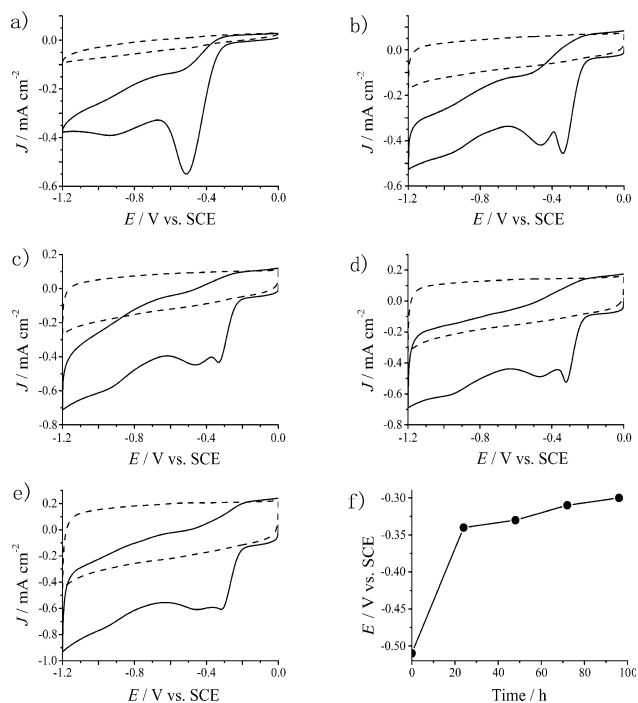 a)
0.0
-0.2
-0.4
-0.6
J / mA cm⁻²
-1.2 -0.8 -0.4 0.0
E / V vs. SCE
b)
0.0
-0.2
-0.4
-0.6
J / mA cm⁻²
-1.2 -0.8 -0.4 0.0
E / V vs. SCE
c)
0.2
0.0
-0.2
-0.4
-0.6
-0.8
J / mA cm⁻²
-1.2 -0.8 -0.4 0.0
E / V vs. SCE
d)
0.2
0.0
-0.2
-0.4
-0.6
-0.8
J / mA cm⁻²
-1.2 -0.8 -0.4 0.0
E / V vs. SCE
e)
0.2
0.0
-0.2
-0.4
-0.6
-0.8
-1.0
J / mA cm⁻²
-1.2 -0.8 -0.4 0.0
E / V vs. SCE
f)
-0.30
-0.35
-0.40
-0.45
-0.50
E / V vs. SCE
0 20 40 60 80 100
Time / h